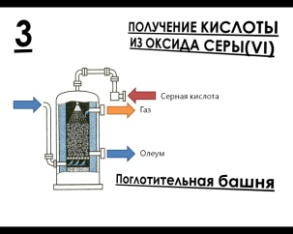 3
ПОЛУЧЕНИЕ КИСЛОТЫ
ИЗ ОКСИДА СЕРЫ(VI)
Серная кислота
Газ
Олеум
Поглотительная башня